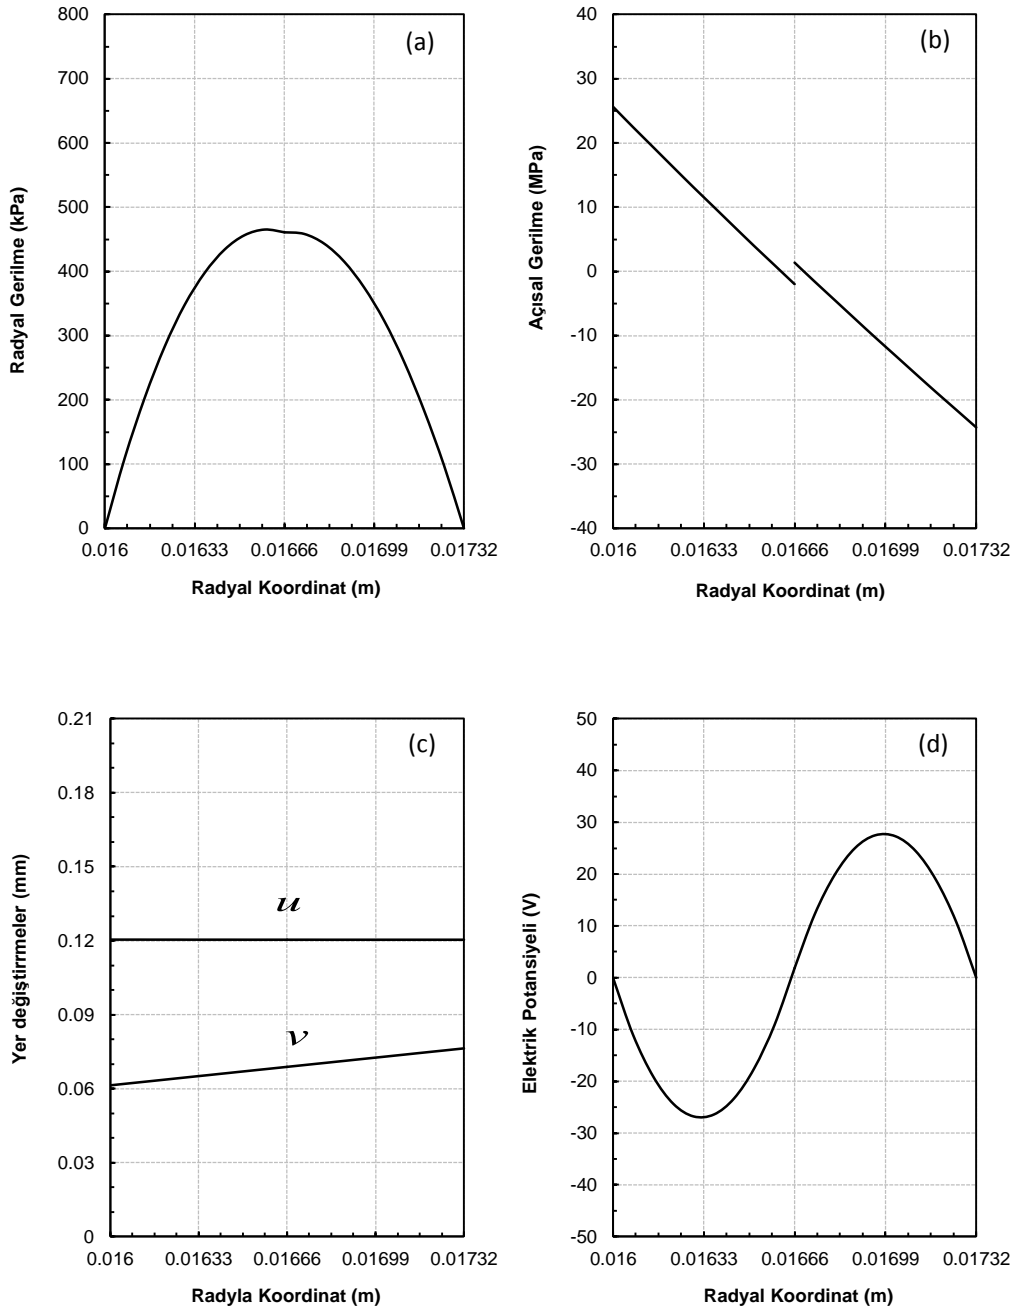 (a)
800
700
600
500
400
300
200
100
0
0.016 0.01633 0.01666 0.01699 0.01732
Radyal Gerilme (kPa)
Radyal Koordinat (m)
(b)
40
30
20
10
0
-10
-20
-30
-40
0.016 0.01633 0.01666 0.01699 0.01732
Açısal Gerilme (MPa)
Radyal Koordinat (m)
(c)
0.21
0.18
0.15
0.12
0.09
0.06
0.03
0
u
v
0.016 0.01633 0.01666 0.01699 0.01732
Yer değiştirrmeler (mm)
Radyla Koordinat (m)
(d)
50
40
30
20
10
0
-10
-20
-30
-40
-50
0.016 0.01633 0.01666 0.01699 0.01732
Elektrik Potansiyeli (V)
Radyal Koordinat (m)